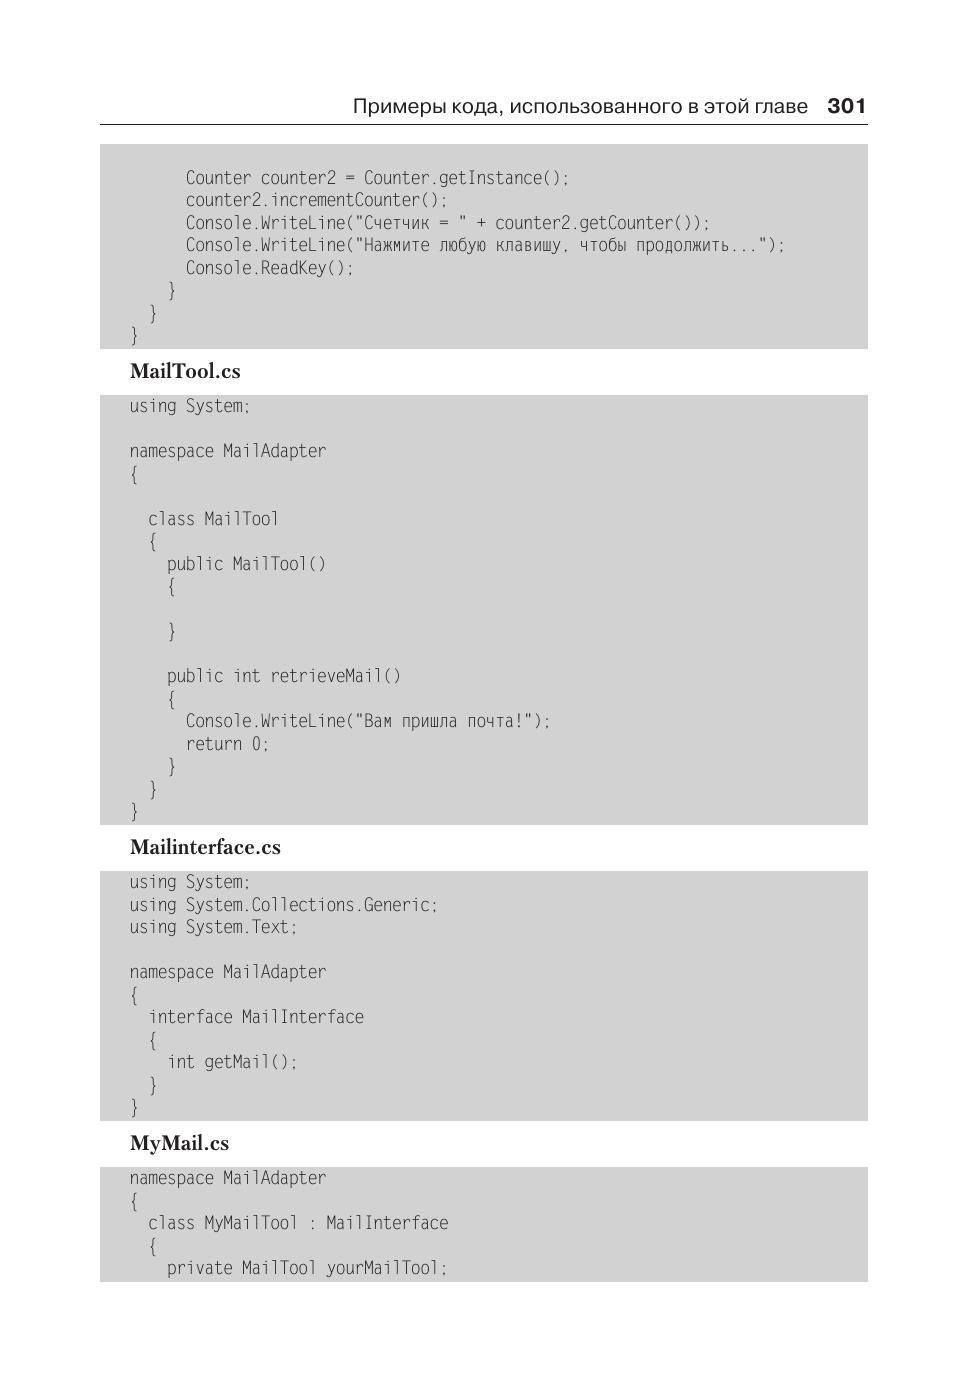 Примеры кода, использованного в этой главе 301
Counter counter2 = Counter.getInstance();
counter2.incrementCounter();
Console.WriteLine("Счетчик = " + counter2.getCounter());
Console.WriteLine("Нажмите любую клавишу, чтобы продолжить...");
Console.ReadKey();
}
}
}
MailTool.cs
using System;
namespace MailAdapter
{
class MailTool
{
public MailTool()
{
}
public int retrieveMail()
{
Console.WriteLine("Вам пришла почта!");
return 0;
}
}
}
Mailinterface.cs
using System;
using System.Collections.Generic;
using System.Text;
namespace MailAdapter
{
interface MailInterface
{
int getMail();
}
}
MyMail.cs
namespace MailAdapter
{
class MyMailTool : MailInterface
{
private MailTool yourMailTool;